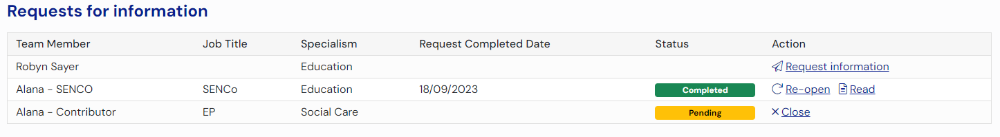 Requests for information
Team Member Job Title Specialism Request Completed Date Status Action
Robyn Sayer Education Request information
Alana - SENCO SENCo Education 18/09/2023 Completed Re-open Read
Alana - Contributor EP Social Care Pending Close